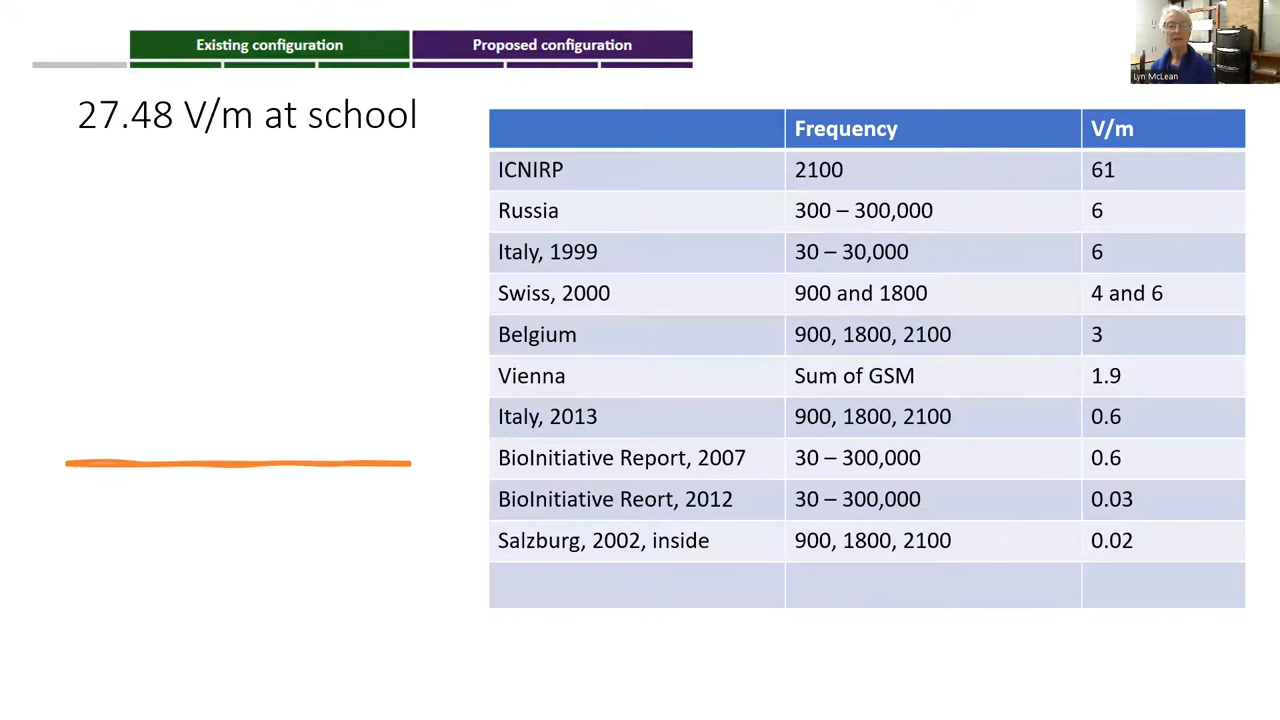 Existing configuration Proposed configuration
Lyn McLean
27.48 V/m at school
Frequency V/m
ICNIRP 2100 61
Russia 300 – 300,000 6
Italy, 1999 30 – 30,000 6
Swiss, 2000 900 and 1800 4 and 6
Belgium 900, 1800, 2100 3
Vienna Sum of GSM 1.9
Italy, 2013 900, 1800, 2100 0.6
BioInitiative Report, 2007 30 – 300,000 0.6
BioInitiative Reort, 2012 30 – 300,000 0.03
Salzburg, 2002, inside 900, 1800, 2100 0.02